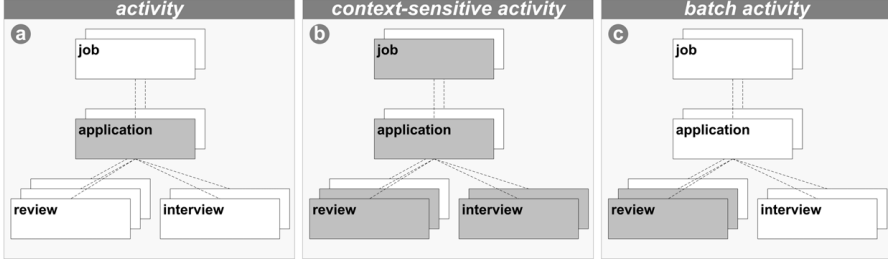 activity
a
job
application
review
interview
context-sensitive activity
b
job
application
review
interview
batch activity
c
job
application
review
interview